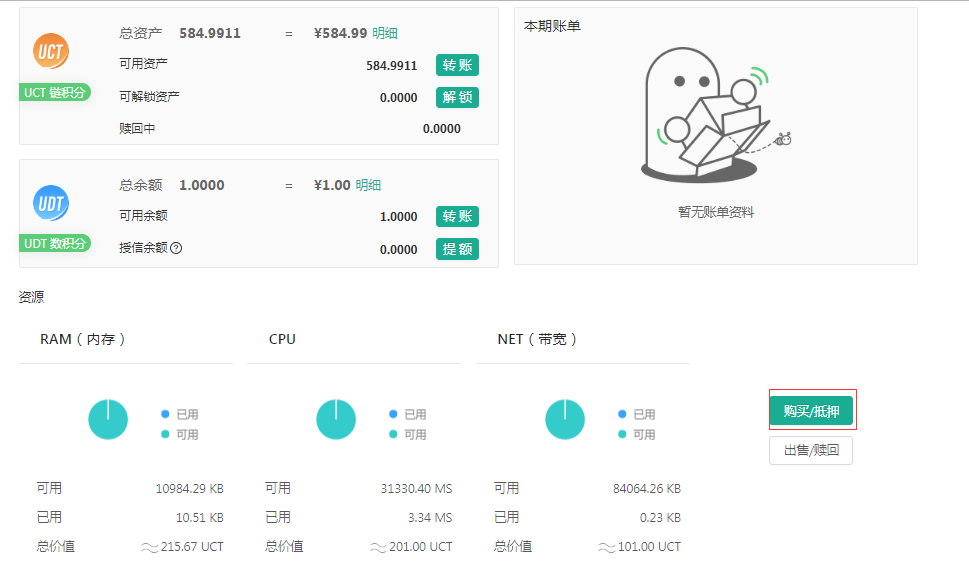 UCT
UCT 链积分
总资产 584.9911 = ¥584.99 明细
可用资产 584.9911 转账
可解锁资产 0.0000 解锁
赎回中 0.0000
本期账单
暂无账单资料
UDT
UDT 数积分
总余额 1.0000 = ¥1.00 明细
可用余额 1.0000 转账
授信余额 ? 0.0000 提额
资源
RAM（内存） CPU NET（带宽）
已用 已用 已用
可用 可用 可用
购买/抵押
出售/赎回
可用 10984.29 KB 可用 31330.40 MS 可用 84064.26 KB
已用 10.51 KB 已用 3.34 MS 已用 0.23 KB
总价值 ≈215.67 UCT 总价值 ≈201.00 UCT 总价值 ≈101.00 UCT